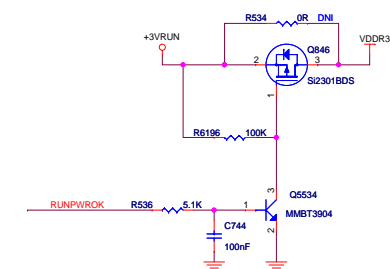 R534 0R DNI
+3VRUN Q846 VDDR3
2 3
Si2301BDS
1
R6196 100K
3
Q5534
RUNPWROK R536 5.1K 1
MMBT3904
C744 2
100nF